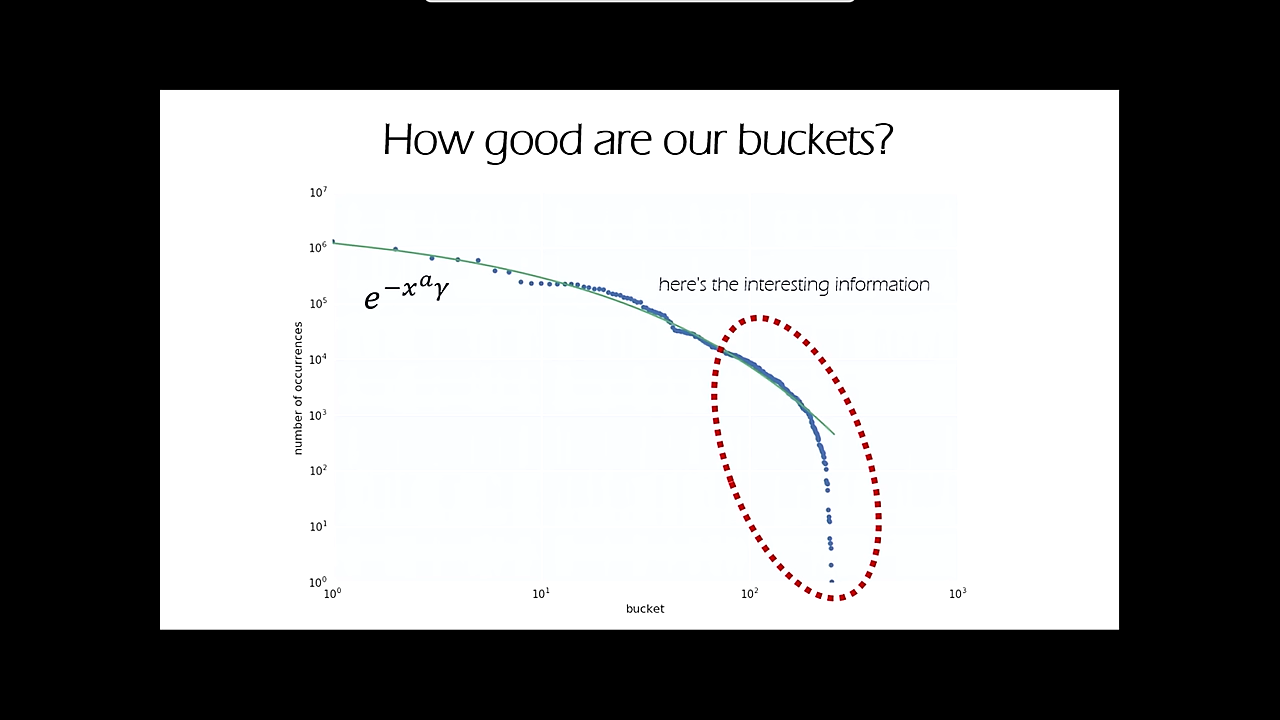 How good are our buckets?
10⁷
10⁶
e^{-x^a γ}
here's the interesting information
10⁵
10⁴
10³
10²
10¹
10⁰
number of occurrences
10⁰ 10¹ 10² 10³
bucket